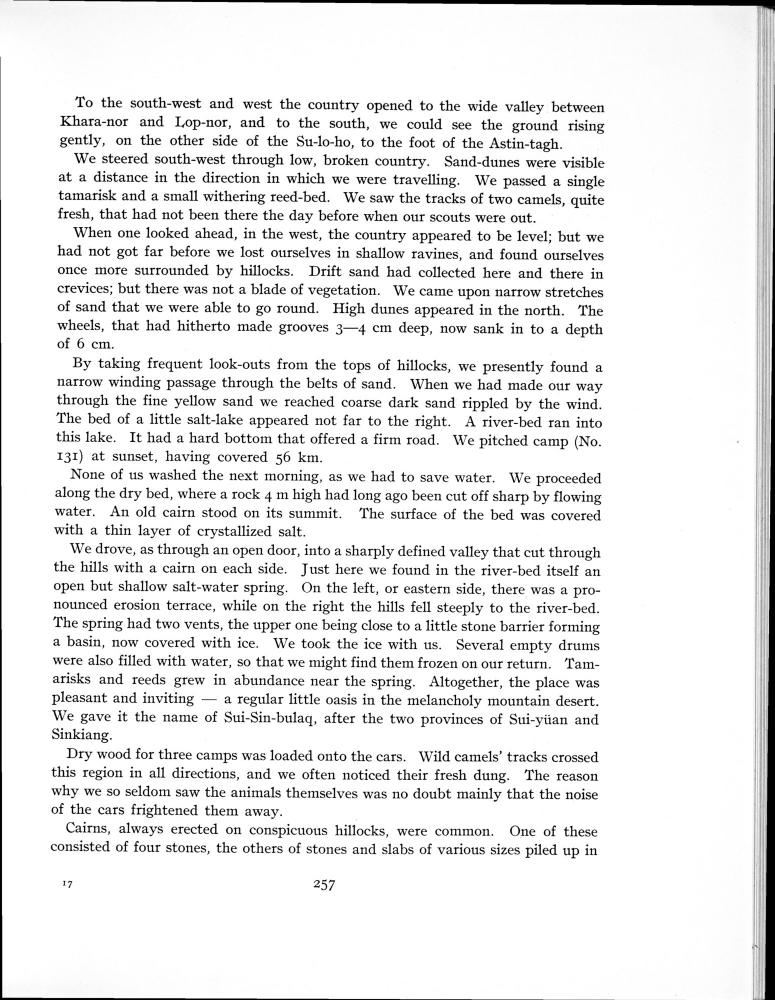 To the south-west and west the country opened to the wide valley between
Khara-nor and Lop-nor, and to the south, we could see the ground rising
gently, on the other side of the Su-lo-ho, to the foot of the Astin-tagh.
We steered south-west through low, broken country. Sand-dunes were visible
at a distance in the direction in which we were travelling. We passed a single
tamarisk and a small withering reed-bed. We saw the tracks of two camels, quite
fresh, that had not been there the day before when our scouts were out.
When one looked ahead, in the west, the country appeared to be level; but we
had not got far before we lost ourselves in shallow ravines, and found ourselves
once more surrounded by hillocks. Drift sand had collected here and there in
crevices; but there was not a blade of vegetation. We came upon narrow stretches
of sand that we were able to go round. High dunes appeared in the north. The
wheels, that had hitherto made grooves 3—4 cm deep, now sank in to a depth
of 6 cm.
By taking frequent look-outs from the tops of hillocks, we presently found a
narrow winding passage through the belts of sand. When we had made our way
through the fine yellow sand we reached coarse dark sand rippled by the wind.
The bed of a little salt-lake appeared not far to the right. A river-bed ran into
this lake. It had a hard bottom that offered a firm road. We pitched camp (No.
131) at sunset, having covered 56 km.
None of us washed the next morning, as we had to save water. We proceeded
along the dry bed, where a rock 4 m high had long ago been cut off sharp by flowing
water. An old cairn stood on its summit. The surface of the bed was covered
with a thin layer of crystallized salt.
We drove, as through an open door, into a sharply defined valley that cut through
the hills with a cairn on each side. Just here we found in the river-bed itself an
open but shallow salt-water spring. On the left, or eastern side, there was a pro-
nounced erosion terrace, while on the right the hills fell steeply to the river-bed.
The spring had two vents, the upper one being close to a little stone barrier forming
a basin, now covered with ice. We took the ice with us. Several empty drums
were also filled with water, so that we might find them frozen on our return. Tam-
arisks and reeds grew in abundance near the spring. Altogether, the place was
pleasant and inviting — a regular little oasis in the melancholy mountain desert.
We gave it the name of Sui-Sin-bulaq, after the two provinces of Sui-yüan and
Sinkiang.
Dry wood for three camps was loaded onto the cars. Wild camels' tracks crossed
this region in all directions, and we often noticed their fresh dung. The reason
why we so seldom saw the animals themselves was no doubt mainly that the noise
of the cars frightened them away.
Cairns, always erected on conspicuous hillocks, were common. One of these
consisted of four stones, the others of stones and slabs of various sizes piled up in
17 257